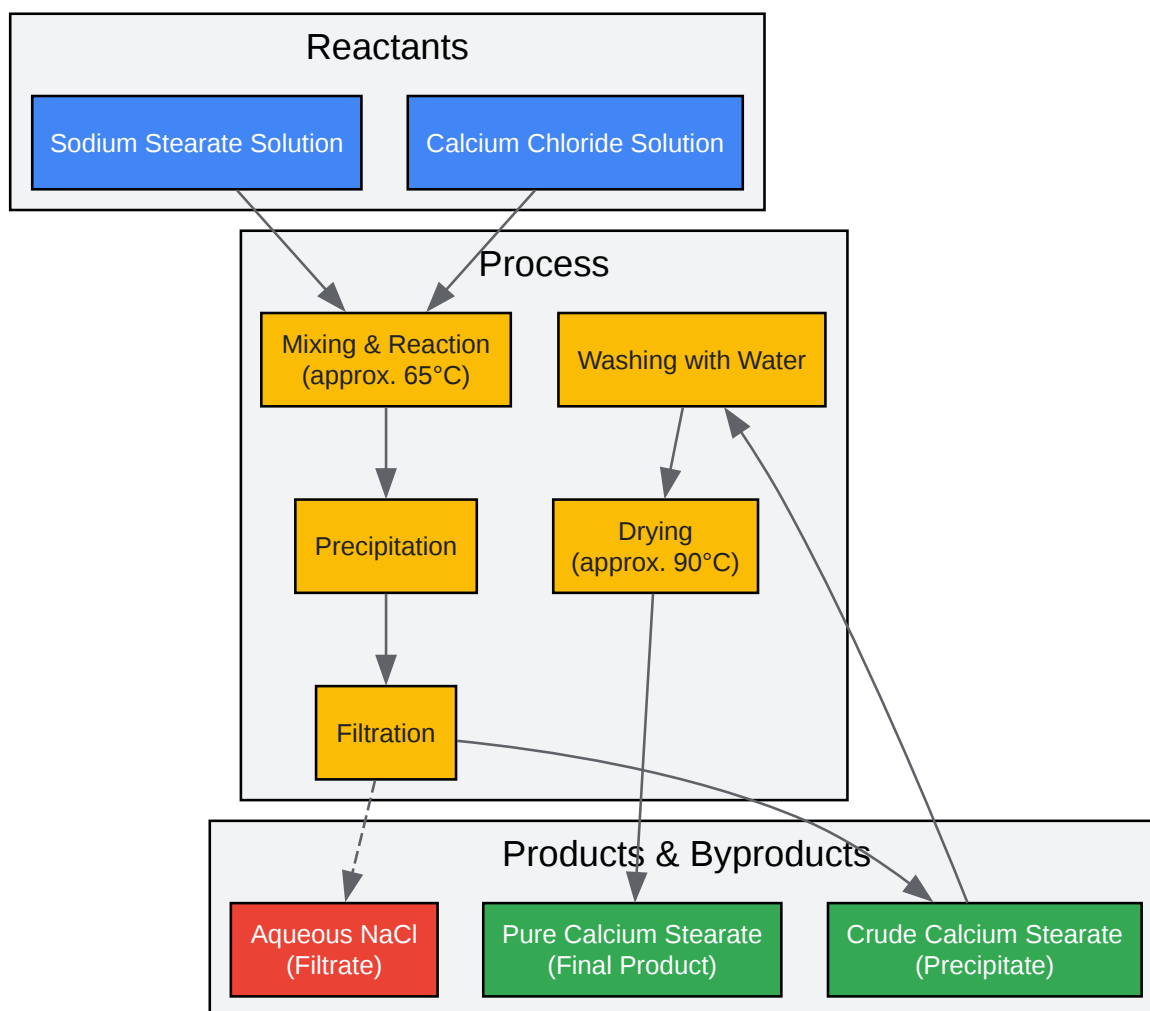 Reactants
Sodium Stearate Solution
Calcium Chloride Solution
Process
Mixing & Reaction
(approx. 65°C)
Washing with Water
Precipitation
Drying
(approx. 90°C)
Filtration
Products & Byproducts
Aqueous NaCl
(Filtrate)
Pure Calcium Stearate
(Final Product)
Crude Calcium Stearate
(Precipitate)